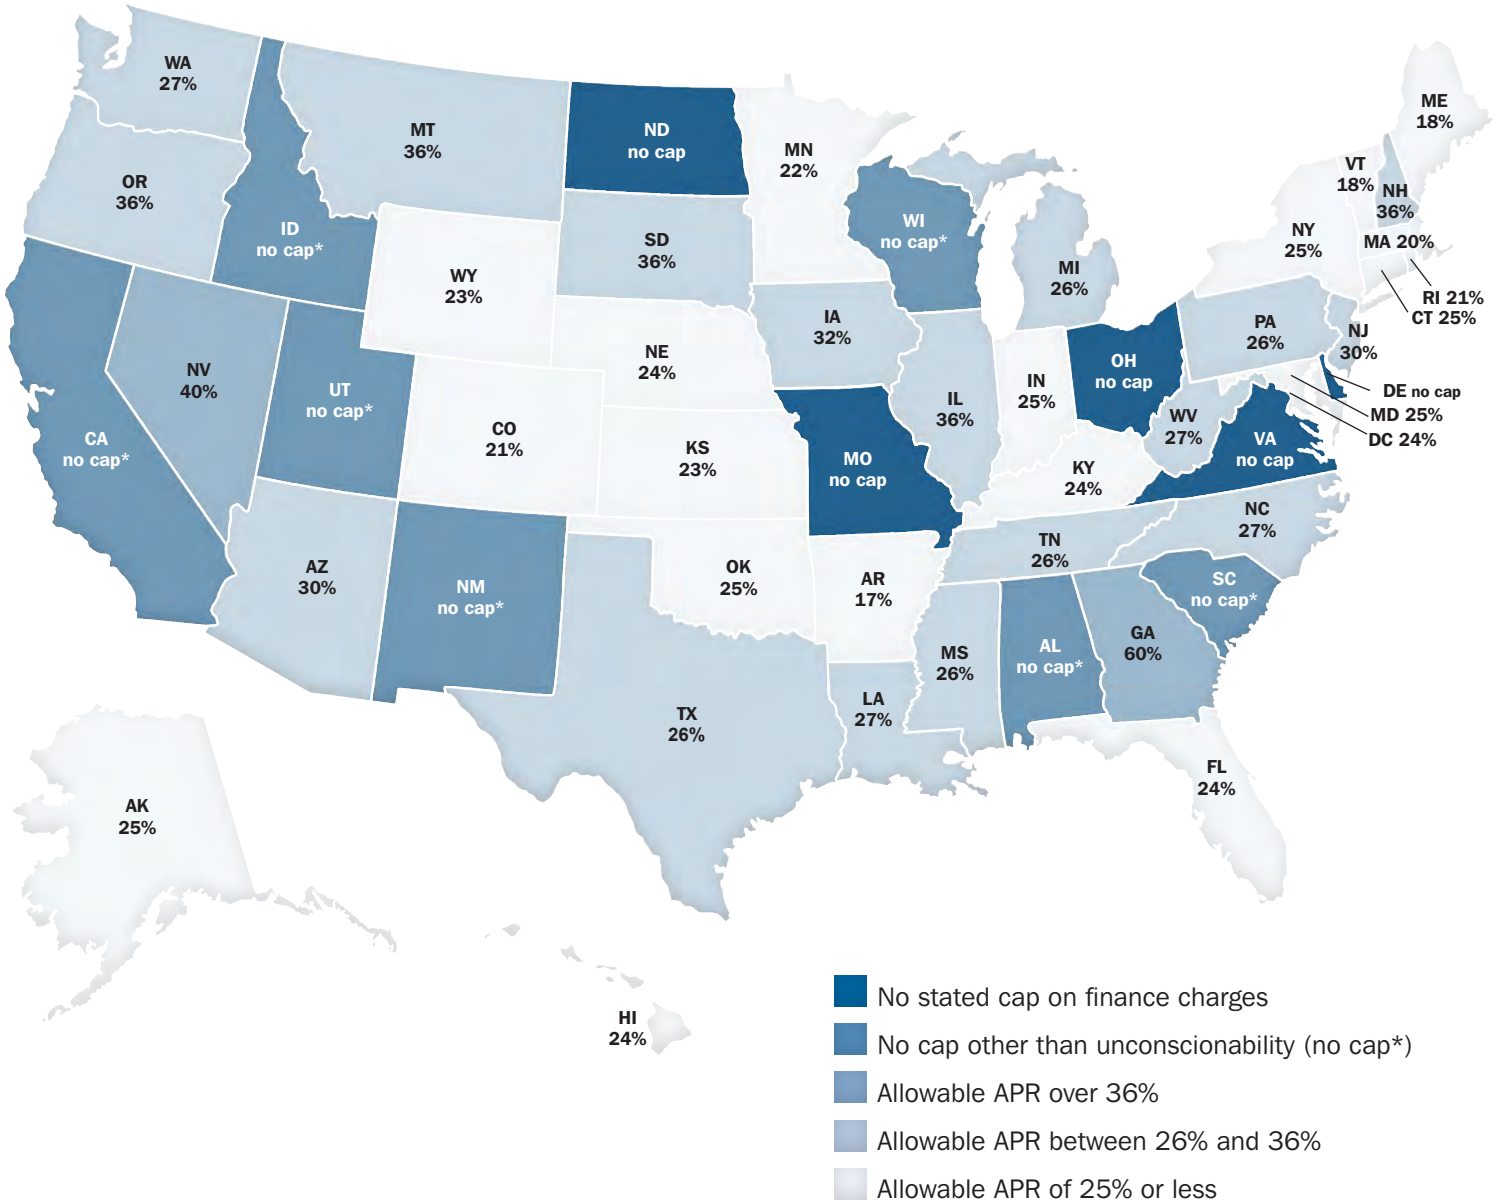 WA
27%
MT
36%
ND
no cap
MN
22%
ME
18%
OR
36%
ID
no cap*
WI
no cap*
VT
18%
NH
36%
SD
36%
NY
25%
MA 20%
WY
23%
MI
26%
RI 21%
CT 25%
IA
32%
PA
26%
NJ
30%
NE
24%
NV
40%
UT
no cap*
OH
no cap
IN
25%
IL
36%
DE no cap
MD 25%
DC 24%
WV
27%
VA
no cap
CO
21%
CA
no cap*
KS
23%
MO
no cap
KY
24%
NC
27%
TN
26%
AZ
30%
NM
no cap*
OK
25%
AR
17%
SC
no cap*
GA
60%
AL
no cap*
MS
26%
LA
27%
TX
26%
FL
24%
AK
25%
HI
24%
No stated cap on finance charges
No cap other than unconscionability (no cap*)
Allowable APR over 36%
Allowable APR between 26% and 36%
Allowable APR of 25% or less